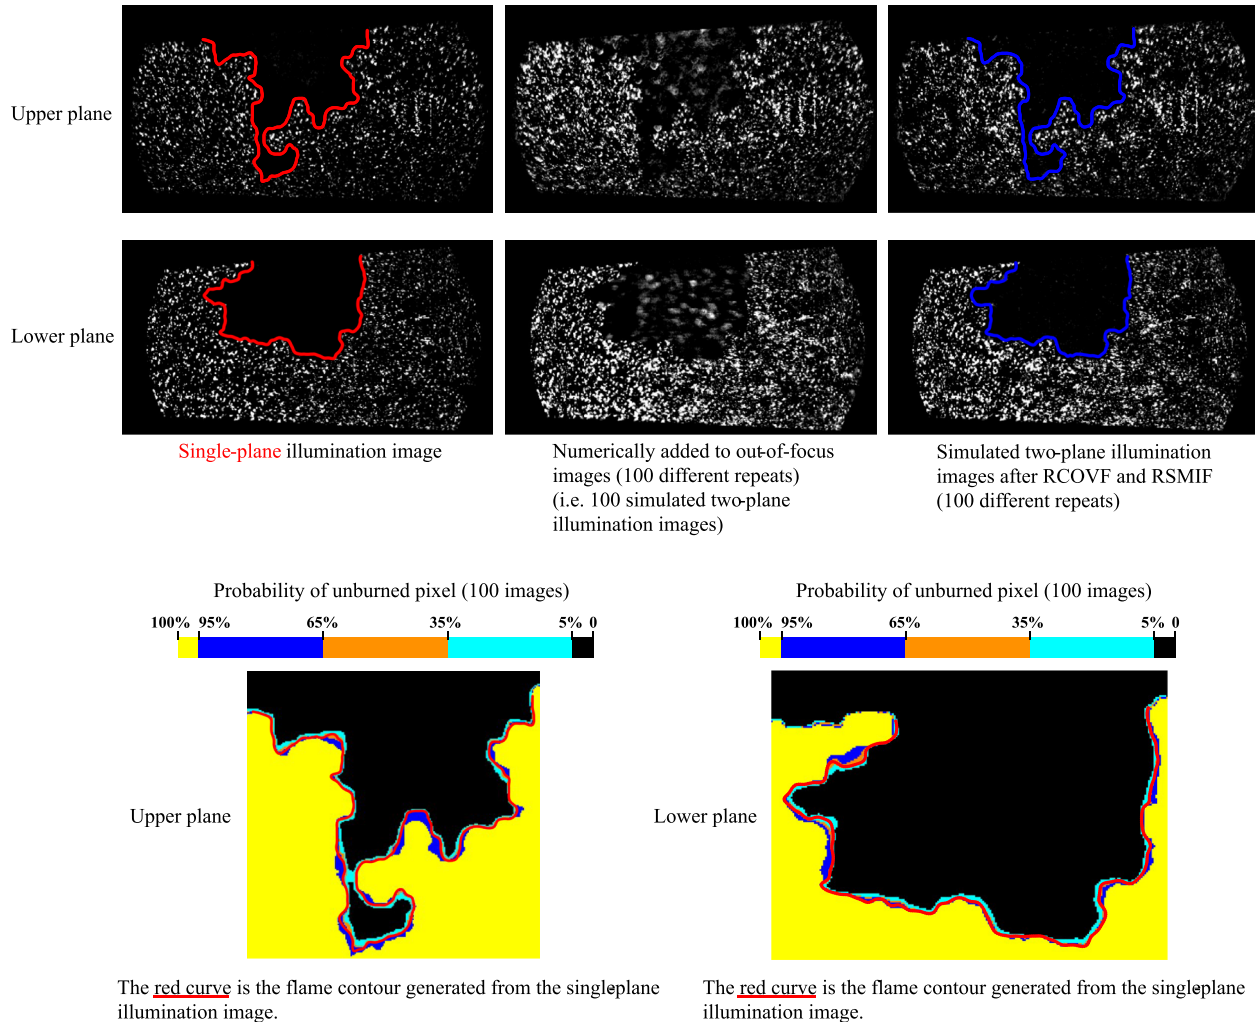 Upper plane
Lower plane
Single-plane illumination image
Numerically added to out-of-focus
images (100 different repeats)
(i.e. 100 simulated two-plane
illumination images)
Simulated two-plane illumination
images after RCOVF and RSMIF
(100 different repeats)
Probability of unburned pixel (100 images)
100% 95% 65% 35% 5% 0
Upper plane
The red curve is the flame contour generated from the single-plane
illumination image.
Probability of unburned pixel (100 images)
100% 95% 65% 35% 5% 0
Lower plane
The red curve is the flame contour generated from the single-plane
illumination image.